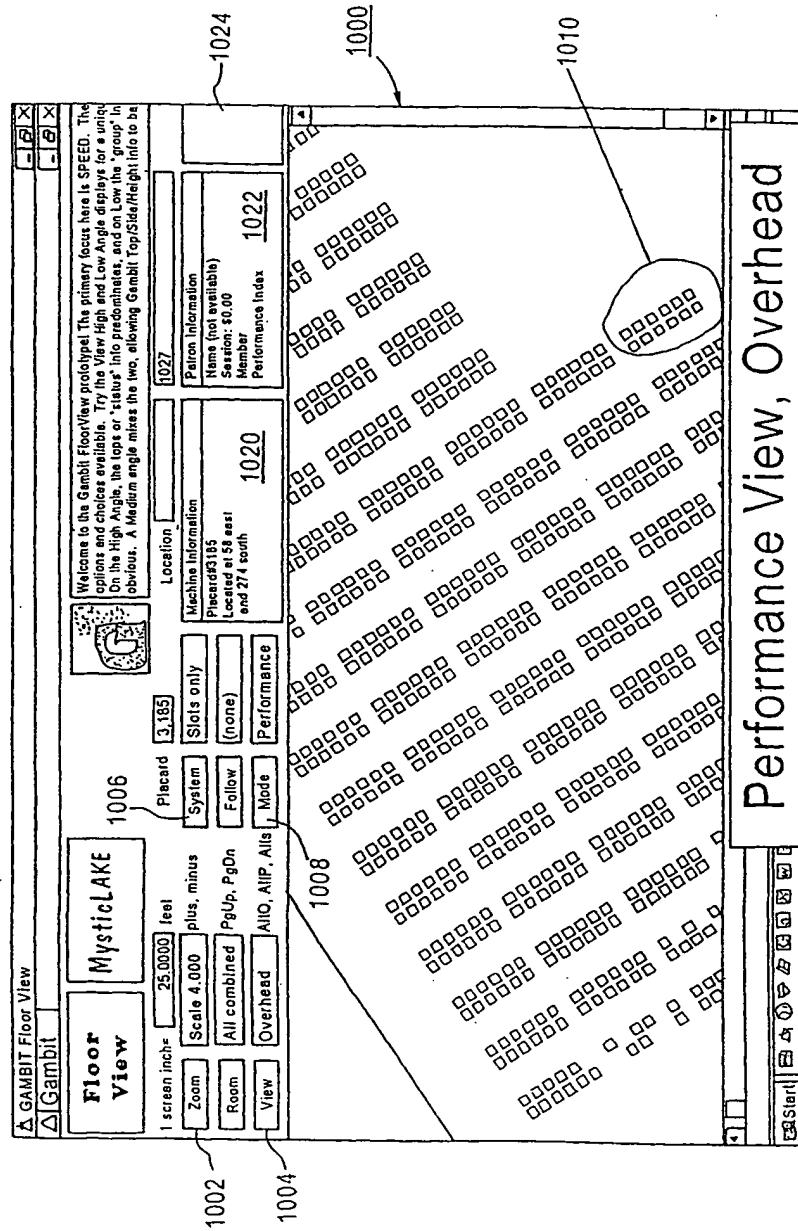 GAMBIT Floor View
Gambit
Floor
View
MysticLAKE
Welcome to the Gambit FloorView prototype! The primary focus here is SPEED. The
options and choices available. Try the View High and Low Angle displays for a uniqu
On the High Angle, the tops or "status" info predominates, and on Low the "group" in
obvious. A Medium angle mixes the two, allowing Gambit Top/Side/Height info to be
1 screen inch= 25.0000 feet
Placard 3,185
Location
1027
Zoom Scale 4.000 plus, minus
System Slots only
Room All combined PgUp, PgDn
Follow (none)
View Overhead AltO, AltP, Alts
Mode Performance
Machine Information
Placard#3185
Located at 58 east
and 274 south
1020
Patron Information
Name (not available)
Session: $0.00
Member
Performance Index
1022
1002
1004
1006
1008
1024
1000
1010
Start
Performance View, Overhead